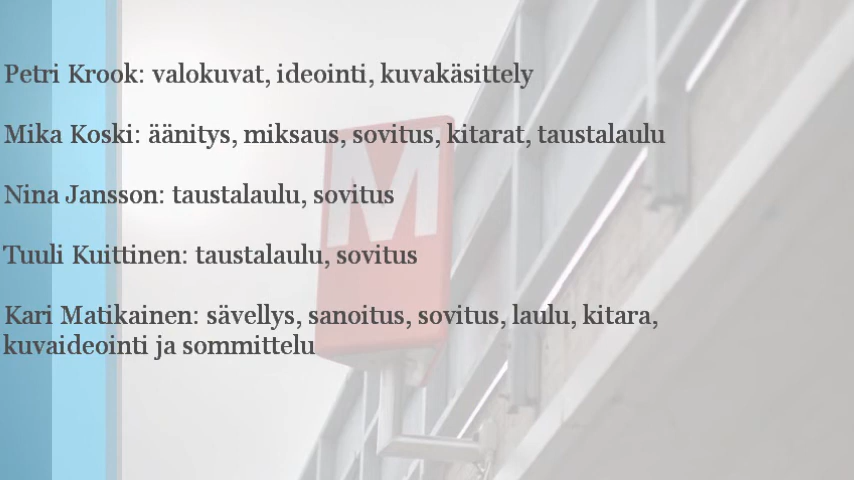 Petri Krook: valokuvat, ideointi, kuvakäsittely
Mika Koski: äänitys, miksaus, sovitus, kitarat, taustalaulu
M
Nina Jansson: taustalaulu, sovitus
Tuuli Kuittinen: taustalaulu, sovitus
Kari Matikainen: sävellys, sanoitus, sovitus, laulu, kitara,
kuvaideointi ja sommittelu